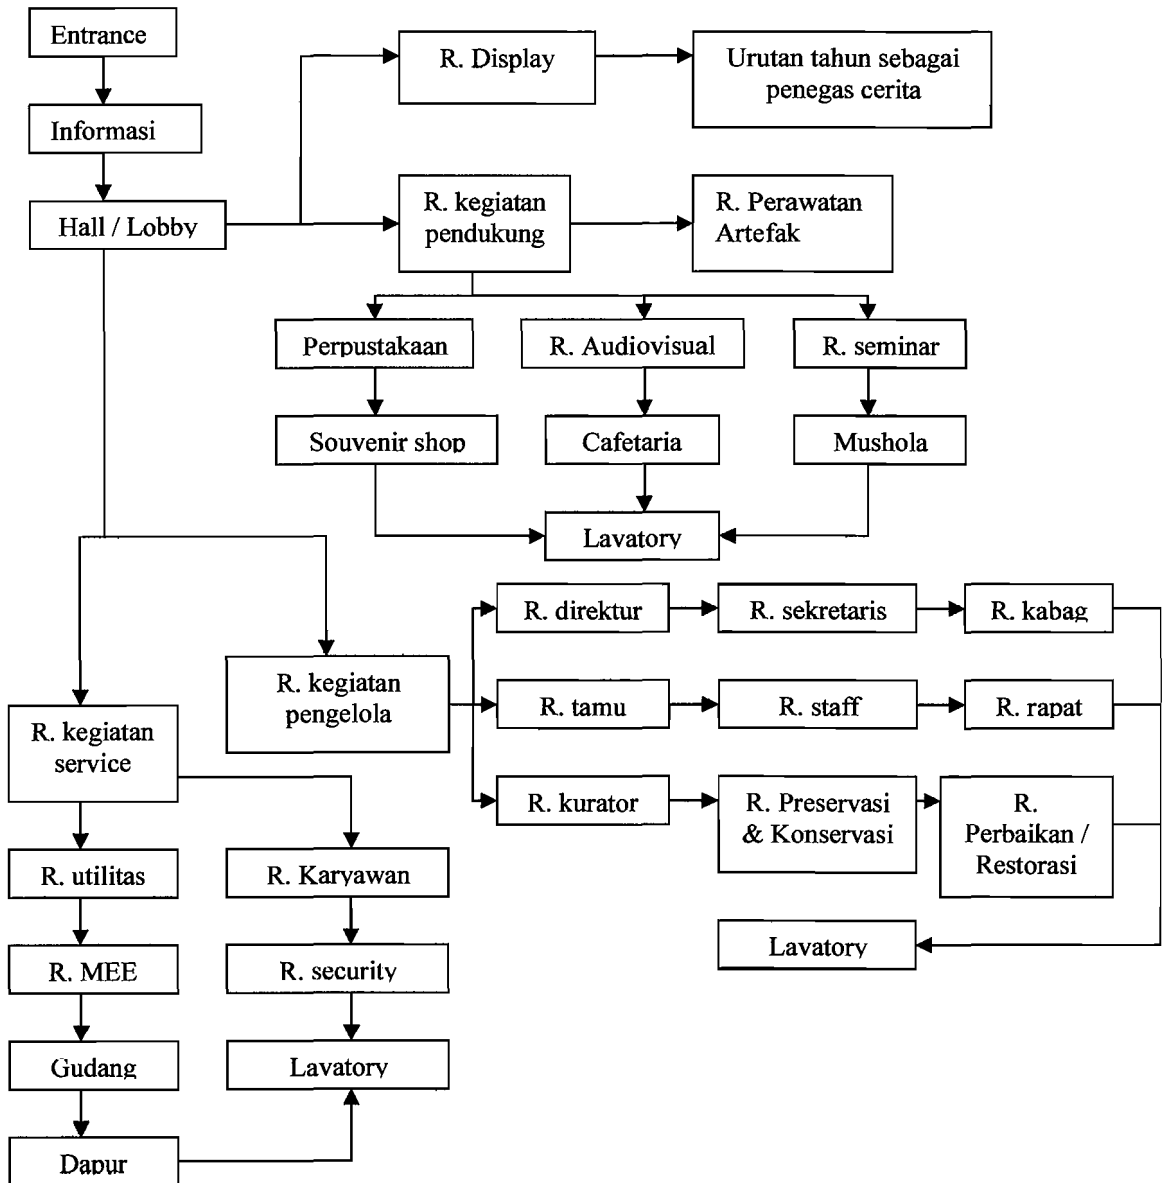 Entrance
R. Display
Urutan tahun sebagai
penegas cerita
Informasi
Hall / Lobby
R. kegiatan
pendukung
R. Perawatan
Artefak
Perpustakaan
R. Audiovisual
R. seminar
Souvenir shop
Cafetaria
Mushola
Lavatory
R. direktur
R. sekretaris
R. kabag
R. kegiatan
pengelola
R. tamu
R. staff
R. rapat
R. kegiatan
service
R. kurator
R. Preservasi
& Konservasi
R.
Perbaikan /
Restorasi
R. utilitas
R. Karyawan
Lavatory
R. MEE
R. security
Gudang
Lavatory
Dapur